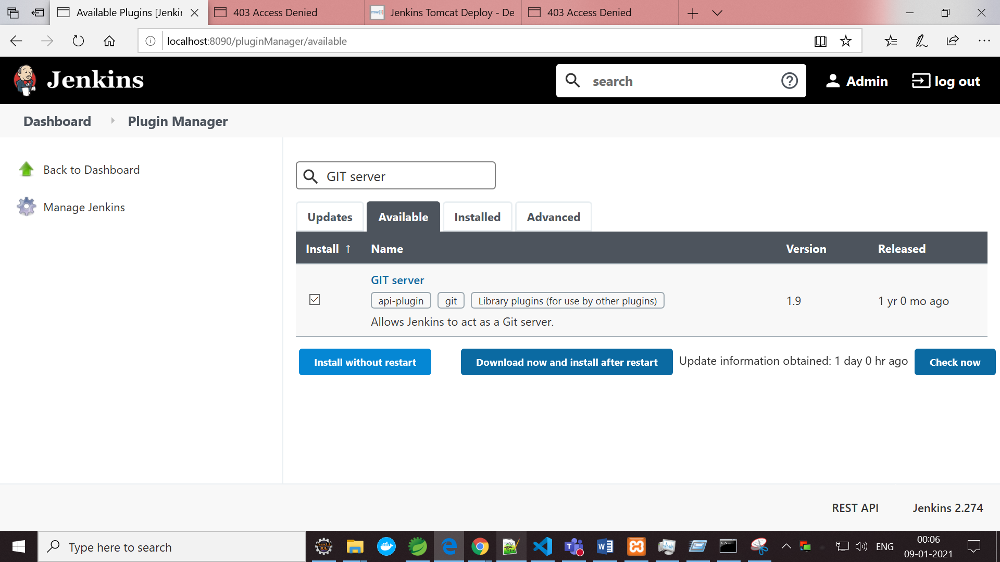 Available Plugins [Jenkin
403 Access Denied
Jenkins Tomcat Deploy - De
403 Access Denied
localhost:8090/pluginManager/available
Jenkins
search
Admin
log out
Dashboard
Plugin Manager
Back to Dashboard
Manage Jenkins
GIT server
Updates
Available
Installed
Advanced
Install ↑ Name Version Released
GIT server
api-plugin git Library plugins (for use by other plugins)
1.9
1 yr 0 mo ago
Allows Jenkins to act as a Git server.
Install without restart
Download now and install after restart
Update information obtained: 1 day 0 hr ago
Check now
REST API
Jenkins 2.274
Type here to search
ENG
00:06
09-01-2021